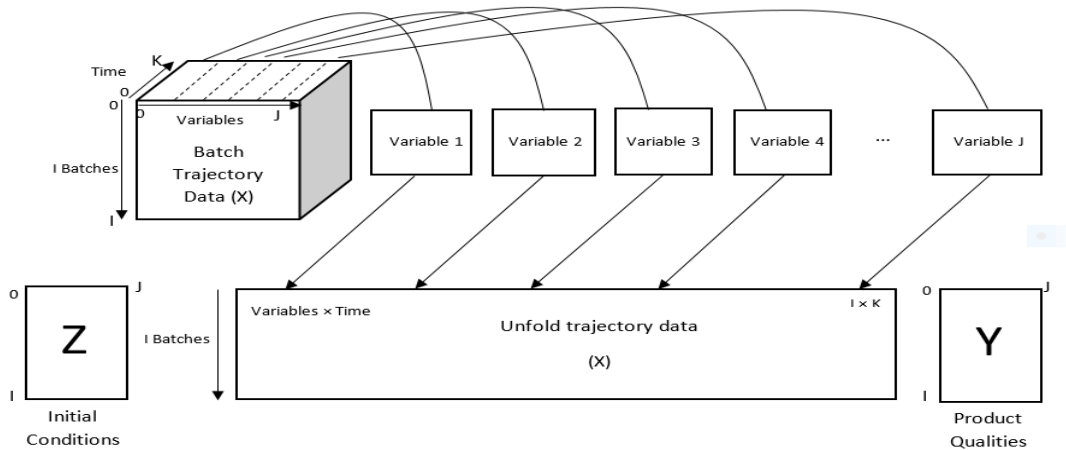 K
Time
0
0
0
Variables
J
Batch
Trajectory
Data (X)
I Batches
I
Variable 1
Variable 2
Variable 3
Variable 4
...
Variable J
0
J
Z
I
Initial
Conditions
I Batches
Variables × Time
I x K
Unfold trajectory data
(X)
0
J
Y
I
Product
Qualities